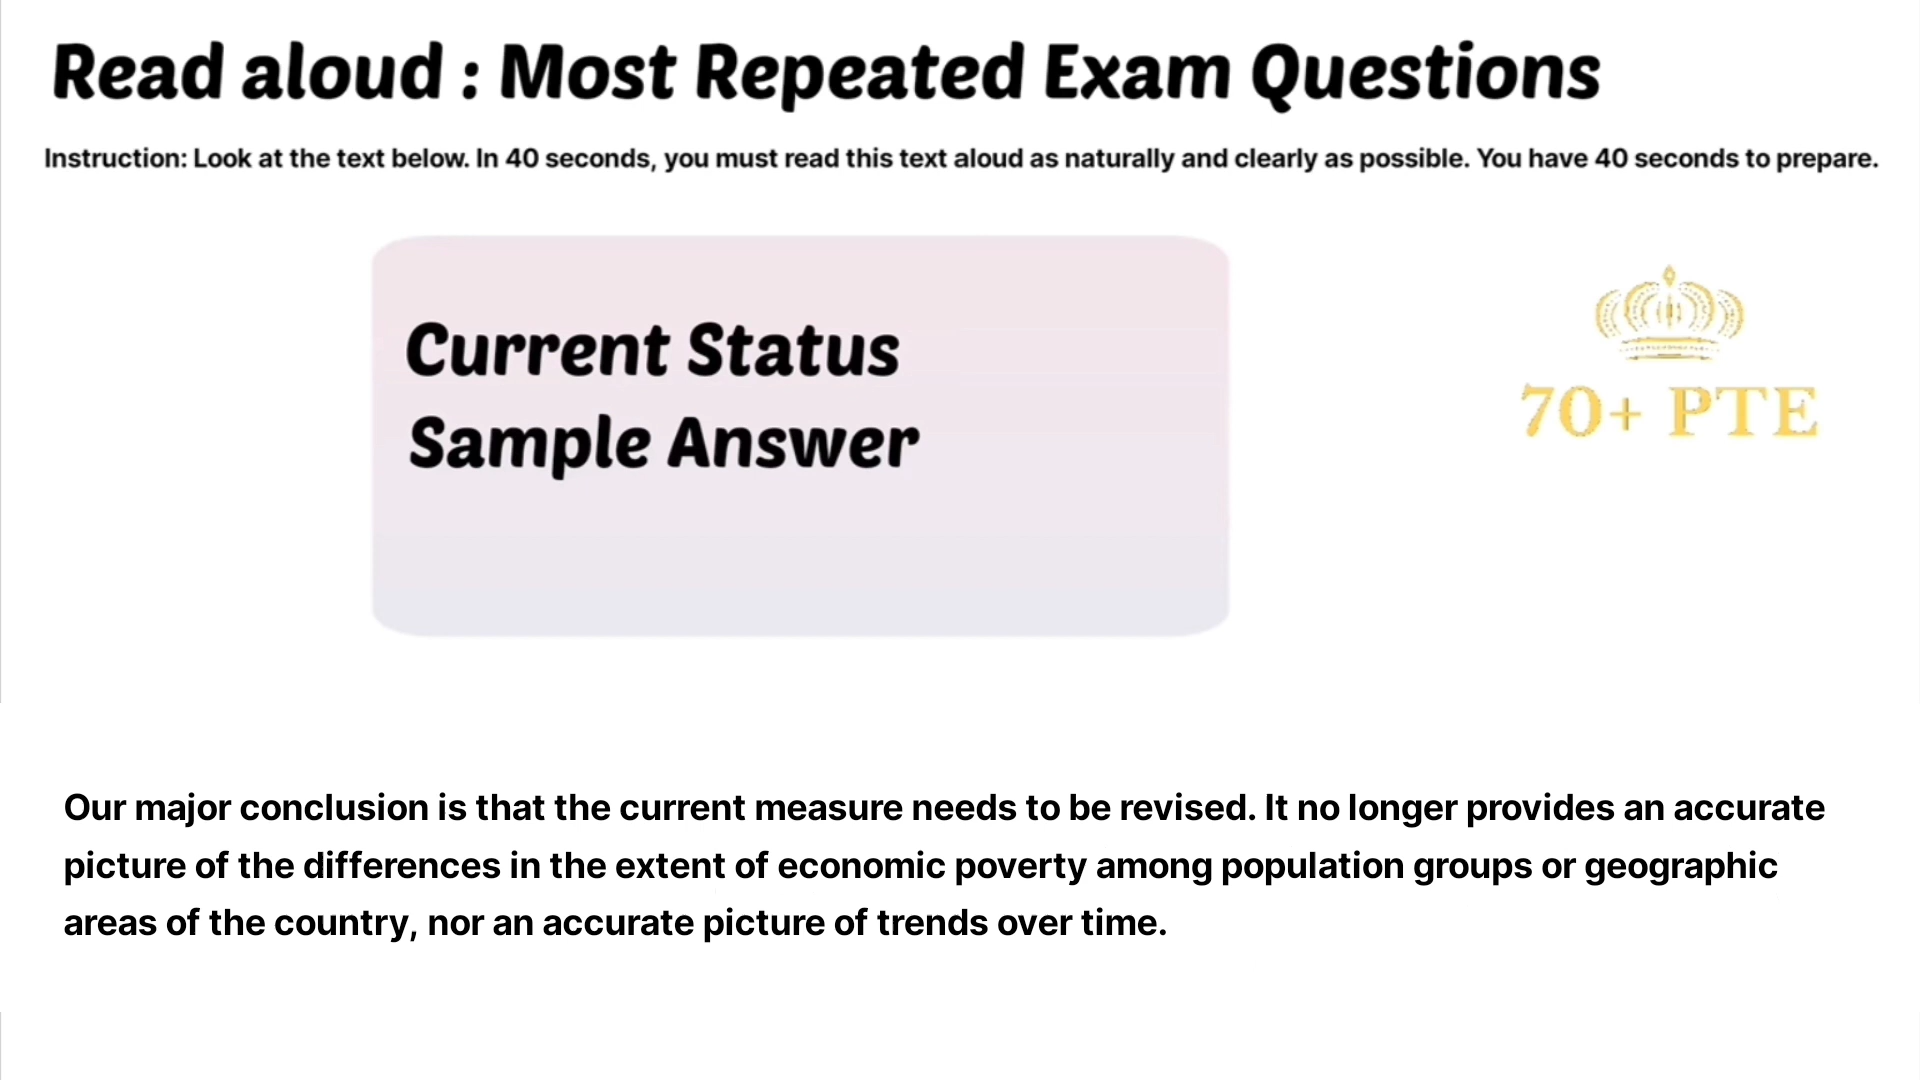 Read aloud : Most Repeated Exam Questions
Instruction: Look at the text below. In 40 seconds, you must read this text aloud as naturally and clearly as possible. You have 40 seconds to prepare.
Current Status
Sample Answer
70+ PTE
Our major conclusion is that the current measure needs to be revised. It no longer provides an accurate
picture of the differences in the extent of economic poverty among population groups or geographic
areas of the country, nor an accurate picture of trends over time.